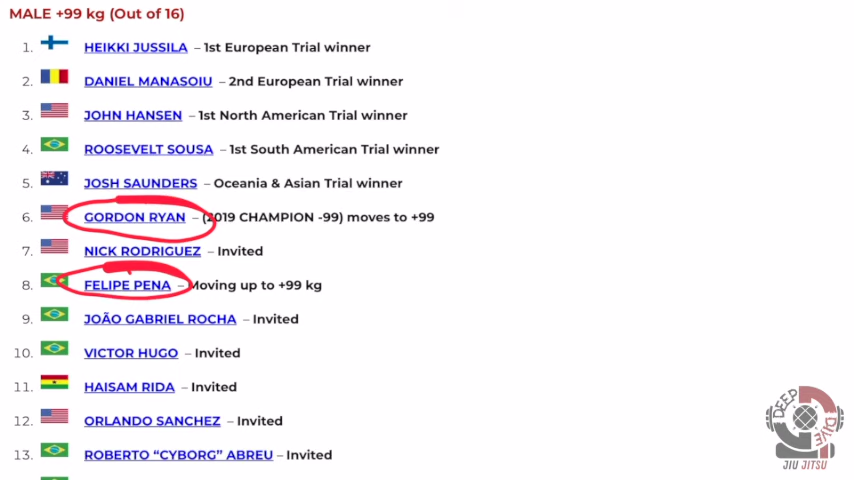 MALE +99 kg (Out of 16)
1. HEIKKI JUSSILA – 1st European Trial winner
2. DANIEL MANASOIU – 2nd European Trial winner
3. JOHN HANSEN – 1st North American Trial winner
4. ROOSEVELT SOUSA – 1st South American Trial winner
5. JOSH SAUNDERS – Oceania & Asian Trial winner
6. GORDON RYAN – (2019 CHAMPION -99) moves to +99
7. NICK RODRIGUEZ – Invited
8. FELIPE PENA – Moving up to +99 kg
9. JOÃO GABRIEL ROCHA – Invited
10. VICTOR HUGO – Invited
11. HAISAM RIDA – Invited
12. ORLANDO SANCHEZ – Invited
13. ROBERTO “CYBORG” ABREU – Invited
DEEP DIVE
JIU JITSU